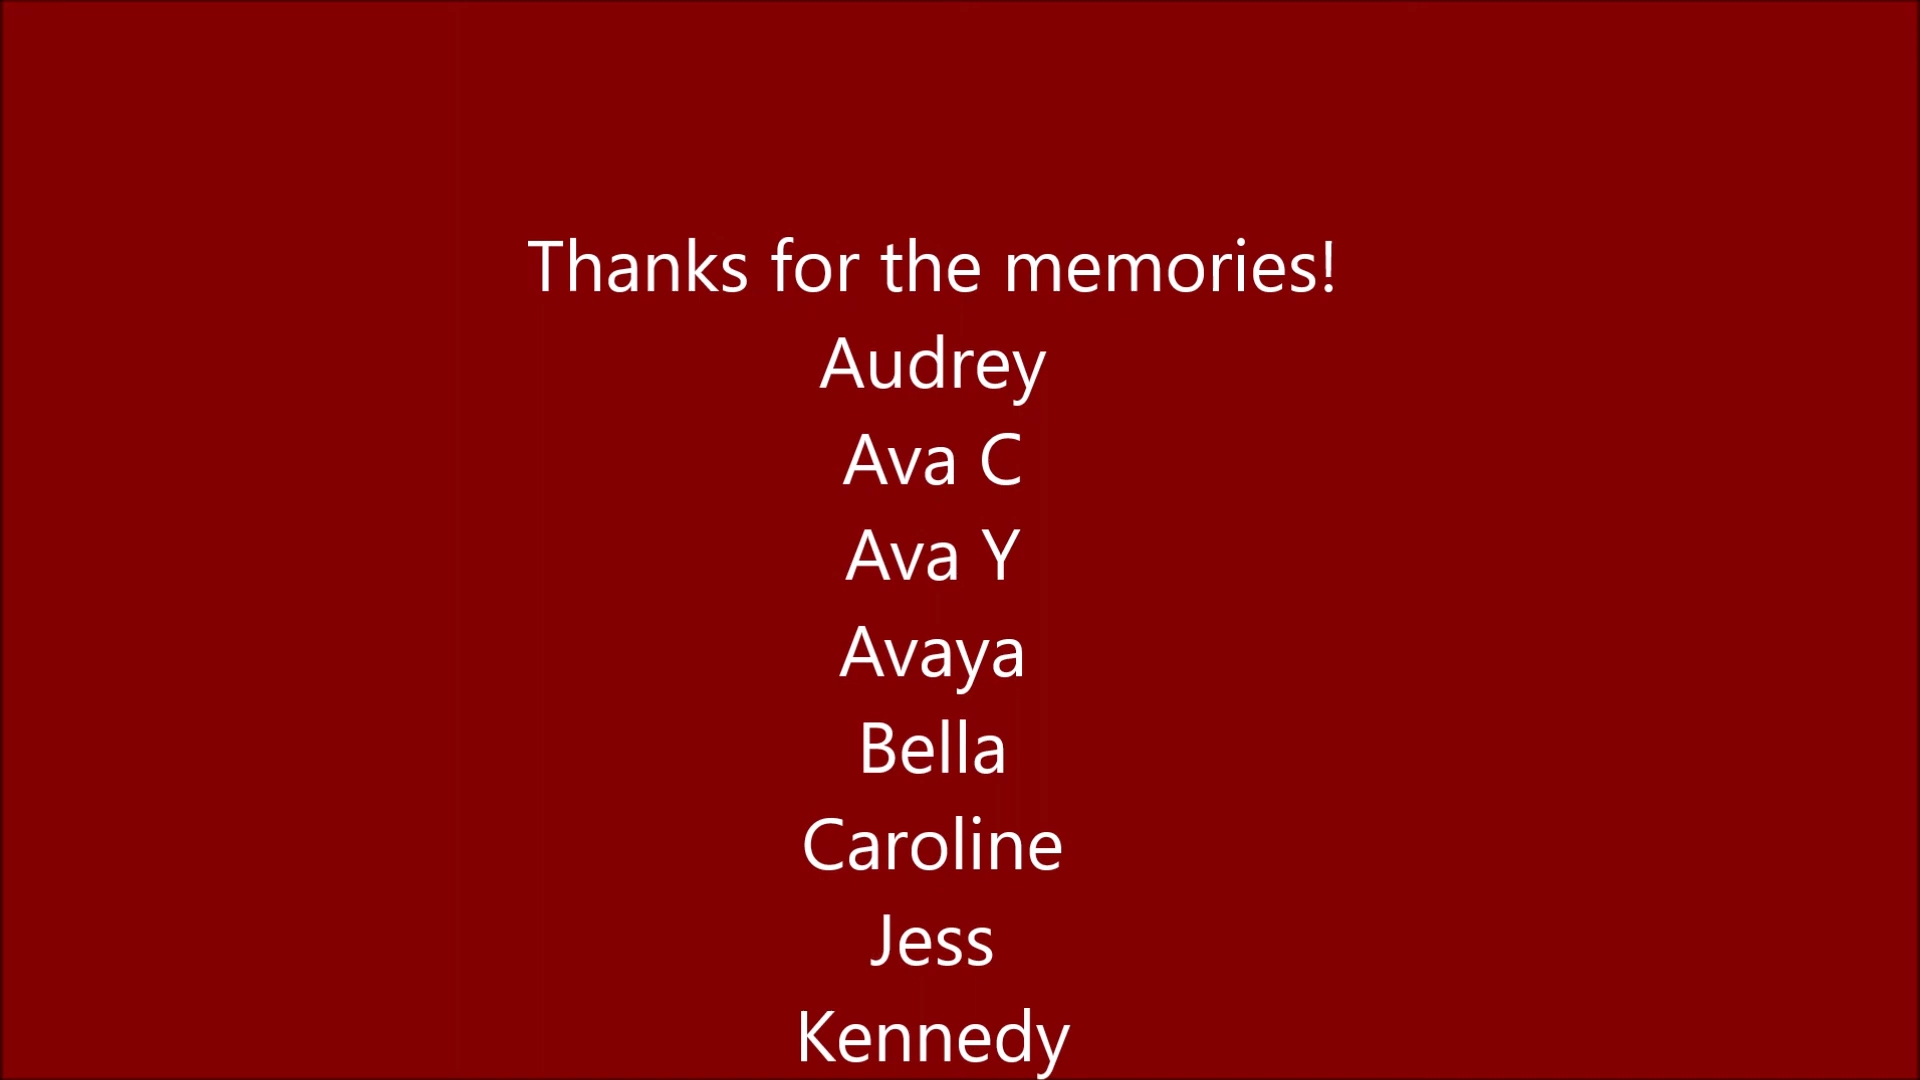 Thanks for the memories!
Audrey
Ava C
Ava Y
Avaya
Bella
Caroline
Jess
Kennedy